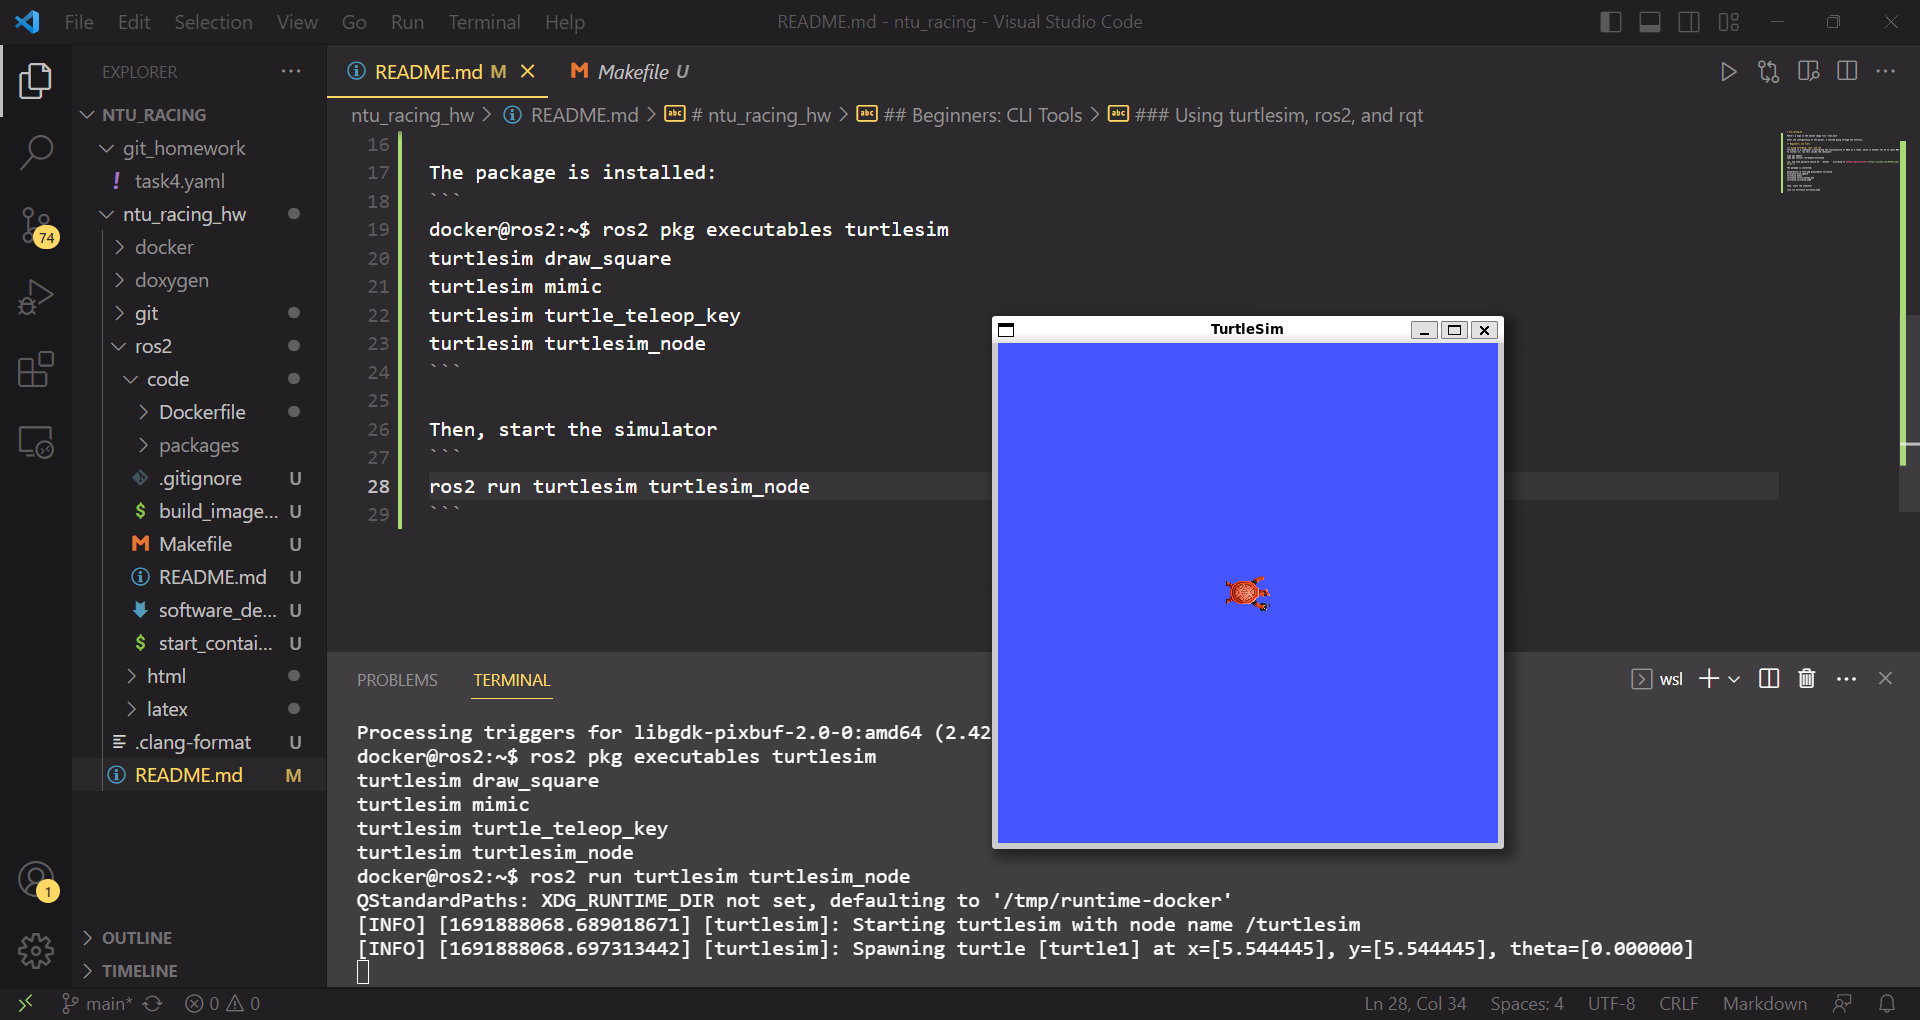 File Edit Selection View Go Run Terminal Help
README.md - ntu_racing - Visual Studio Code
EXPLORER
NTU_RACING
git_homework
! task4.yaml
ntu_racing_hw
docker
doxygen
git
ros2
code
Dockerfile
packages
.gitignore U
$ build_image... U
Makefile U
README.md U
software_de... U
$ start_contai... U
html
latex
.clang-format U
README.md M
OUTLINE
TIMELINE
74
1
README.md M
Makefile U
ntu_racing_hw > README.md > # ntu_racing_hw > ## Beginners: CLI Tools > ### Using turtlesim, ros2, and rqt
16
17 The package is installed:
18 ```
19 docker@ros2:~$ ros2 pkg executables turtlesim
20 turtlesim draw_square
21 turtlesim mimic
22 turtlesim turtle_teleop_key
23 turtlesim turtlesim_node
24 ```
25
26 Then, start the simulator
27 ```
28 ros2 run turtlesim turtlesim_node
29 ```
TurtleSim
PROBLEMS TERMINAL
wsl
Processing triggers for libgdk-pixbuf-2.0-0:amd64 (2.42
docker@ros2:~$ ros2 pkg executables turtlesim
turtlesim draw_square
turtlesim mimic
turtlesim turtle_teleop_key
turtlesim turtlesim_node
docker@ros2:~$ ros2 run turtlesim turtlesim_node
QStandardPaths: XDG_RUNTIME_DIR not set, defaulting to '/tmp/runtime-docker'
[INFO] [1691888068.689018671] [turtlesim]: Starting turtlesim with node name /turtlesim
[INFO] [1691888068.697313442] [turtlesim]: Spawning turtle [turtle1] at x=[5.544445], y=[5.544445], theta=[0.000000]
main* 0 0
Ln 28, Col 34 Spaces: 4 UTF-8 CRLF Markdown